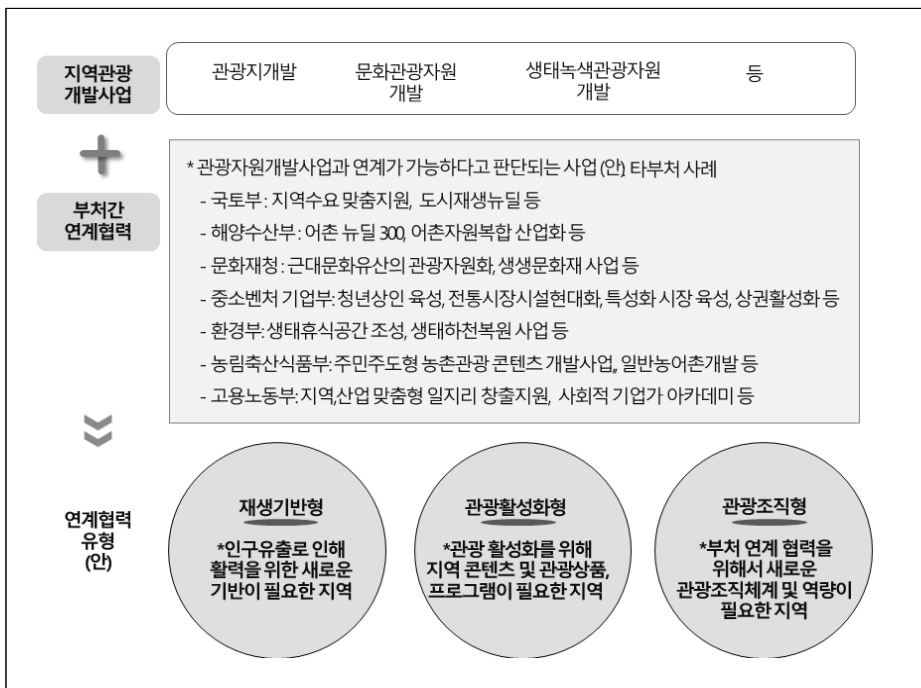 지역관광
개발사업
관광지개발
문화관광자원
개발
생태녹색관광자원
개발
등
부처간
연계협력
* 관광자원개발사업과 연계가 가능하다고 판단되는 사업(안) 타부처 사례
- 국토부 : 지역수요 맞춤지원, 도시재생뉴딜 등
- 해양수산부 : 어촌 뉴딜 300, 어촌자원복합 산업화 등
- 문화재청 : 근대문화유산의 관광자원화, 생생문화재 사업 등
- 중소벤처 기업부 : 청년상인 육성, 전통시장시설현대화, 특성화 시장 육성, 상권활성화 등
- 환경부 : 생태휴식공간 조성, 생태하천복원 사업 등
- 농림축산식품부 : 주민주도형 농촌관광 콘텐츠 개발사업,, 일반농어촌개발 등
- 고용노동부 : 지역,산업 맞춤형 일지리 창출지원, 사회적 기업가 아카데미 등
연계협력
유형
(안)
재생기반형
*인구유출로 인해
활력을 위한 새로운
기반이 필요한 지역
관광활성화형
*관광 활성화를 위해
지역 콘텐츠 및 관광상품,
프로그램이 필요한 지역
관광조직형
*부처 연계 협력을
위해서 새로운
관광조직체계 및 역량이
필요한 지역